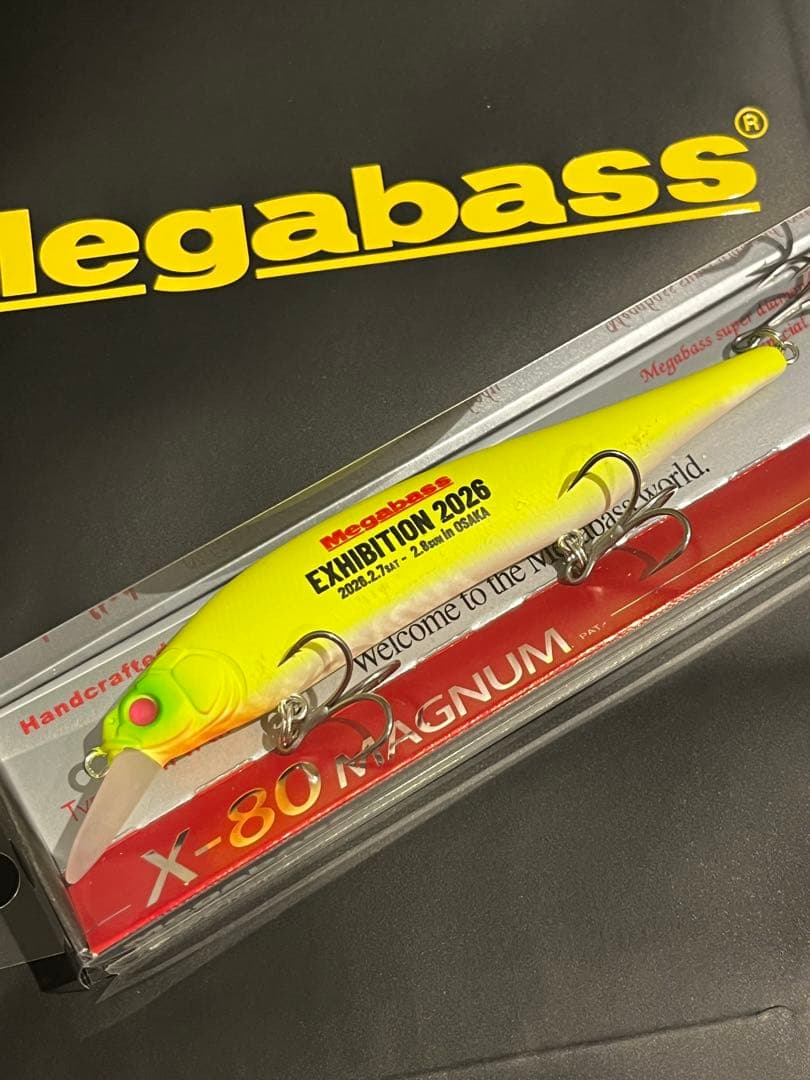 Megabass®
Megabass super d
cial
Megabass
EXHIBITION 2026
2026.2.7SAT - 2.8SUN in OSAKA
welcome to the Megabass world.
Handcrafted
X-80 MAGNUM PAT.